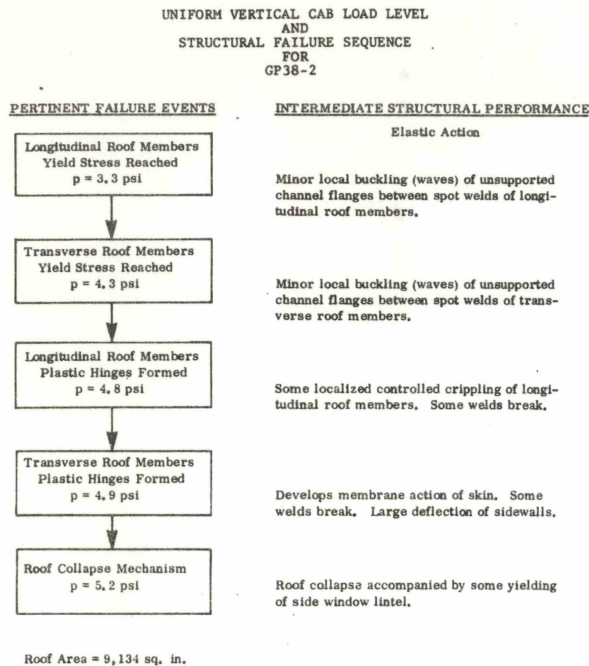 UNIFORM VERTICAL CAB LOAD LEVEL
AND
STRUCTURAL FAILURE SEQUENCE
FOR
GP38-2
PERTINENT FAILURE EVENTS
INTERMEDIATE STRUCTURAL PERFORMANCE
Elastic Action
Longitudinal Roof Members
Yield Stress Reached
p = 3.3 psi
Minor local buckling (waves) of unsupported
channel flanges between spot welds of longi-
tudinal roof members.
Transverse Roof Members
Yield Stress Reached
p = 4.3 psi
Minor local buckling (waves) of unsupported
channel flanges between spot welds of trans-
verse roof members.
Longitudinal Roof Members
Plastic Hinges Formed
p = 4.8 psi
Some localized controlled crippling of longi-
tudinal roof members. Some welds break.
Transverse Roof Members
Plastic Hinges Formed
p = 4.9 psi
Develops membrane action of skin. Some
welds break. Large deflection of sidewalls.
Roof Collapse Mechanism
p = 5.2 psi
Roof collapse accompanied by some yielding
of side window lintel.
Roof Area = 9,134 sq. in.